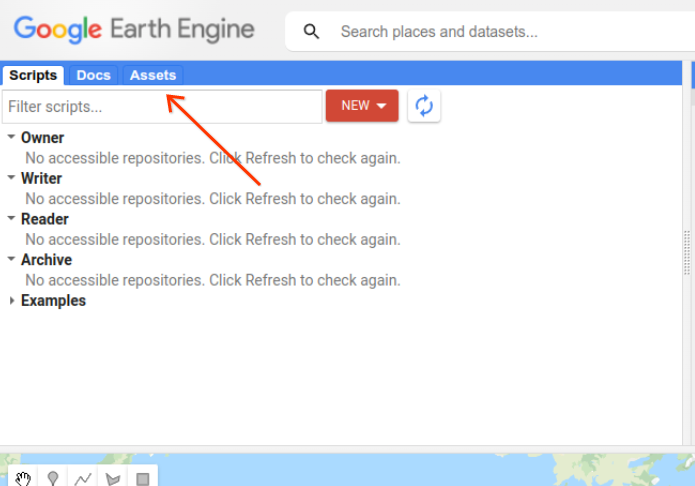 Google Earth Engine
Search places and datasets...
Scripts Docs Assets
Filter scripts...
NEW
Owner
No accessible repositories. Click Refresh to check again.
Writer
No accessible repositories. Click Refresh to check again.
Reader
No accessible repositories. Click Refresh to check again.
Archive
No accessible repositories. Click Refresh to check again.
Examples